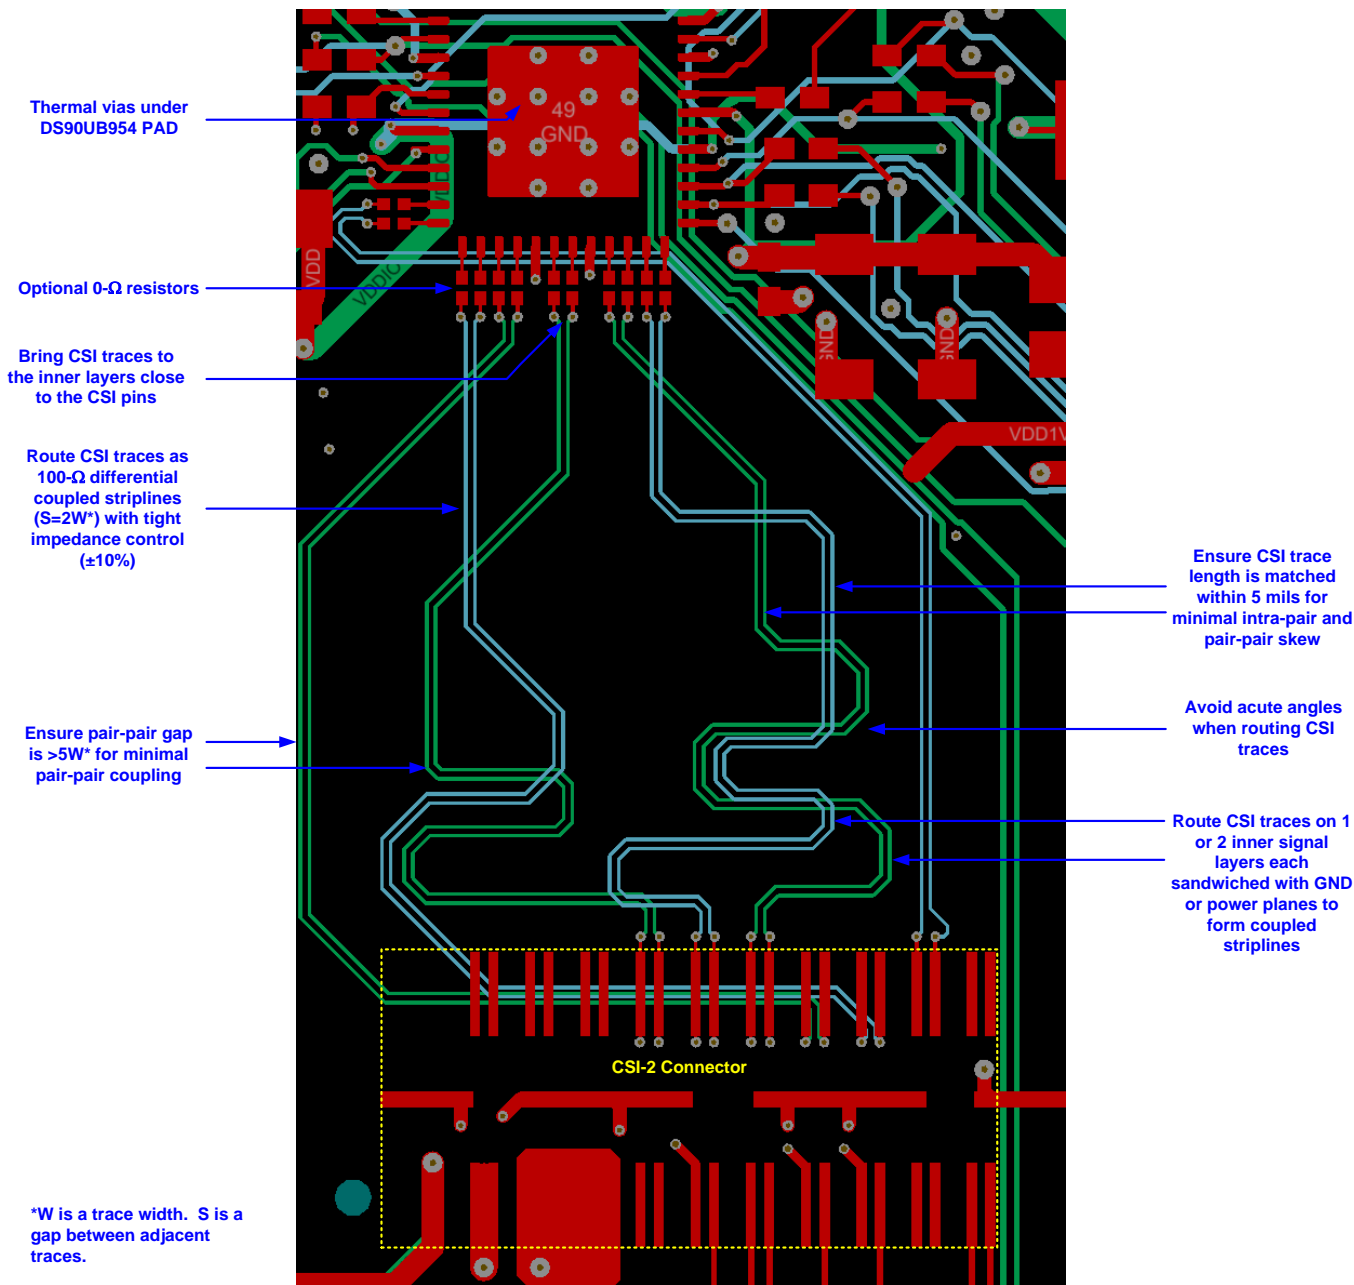 Thermal vias under
DS90UB954 PAD
49
GND
VDDIO
VDD
VDDIO
Optional 0-Ω resistors
Bring CSI traces to
the inner layers close
to the CSI pins
GND
GND
VDD1V
Route CSI traces as
100-Ω differential
coupled striplines
(S=2W*) with tight
impedance control
(±10%)
Ensure CSI trace
length is matched
within 5 mils for
minimal intra-pair and
pair-pair skew
Ensure pair-pair gap
is >5W* for minimal
pair-pair coupling
Avoid acute angles
when routing CSI
traces
Route CSI traces on 1
or 2 inner signal
layers each
sandwiched with GND
or power planes to
form coupled
striplines
CSI-2 Connector
*W is a trace width.  S is a
gap between adjacent
traces.